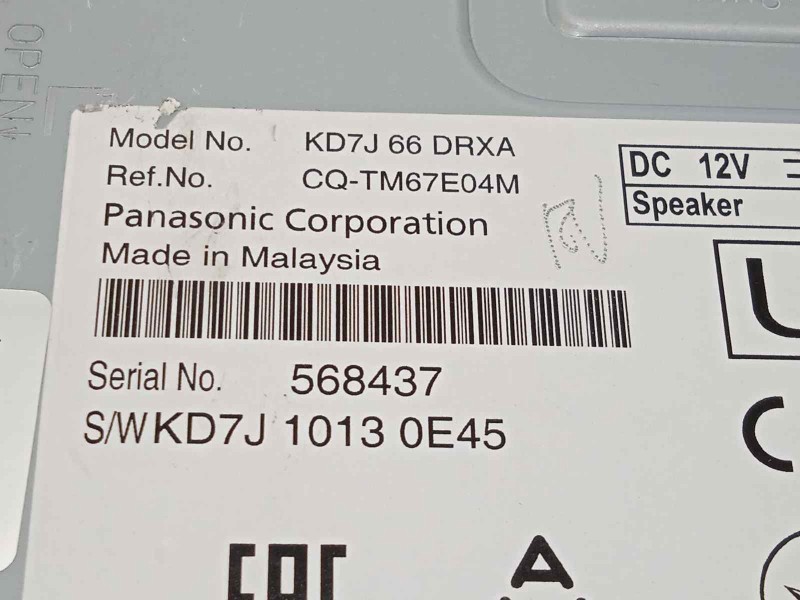 OPEN
Model No. KD7J 66 DRXA
Ref.No. CQ-TM67E04M
Panasonic Corporation
Made in Malaysia
DC 12V
Speaker
Serial No. 568437
S/W KD7J 1013 0E45
EAC